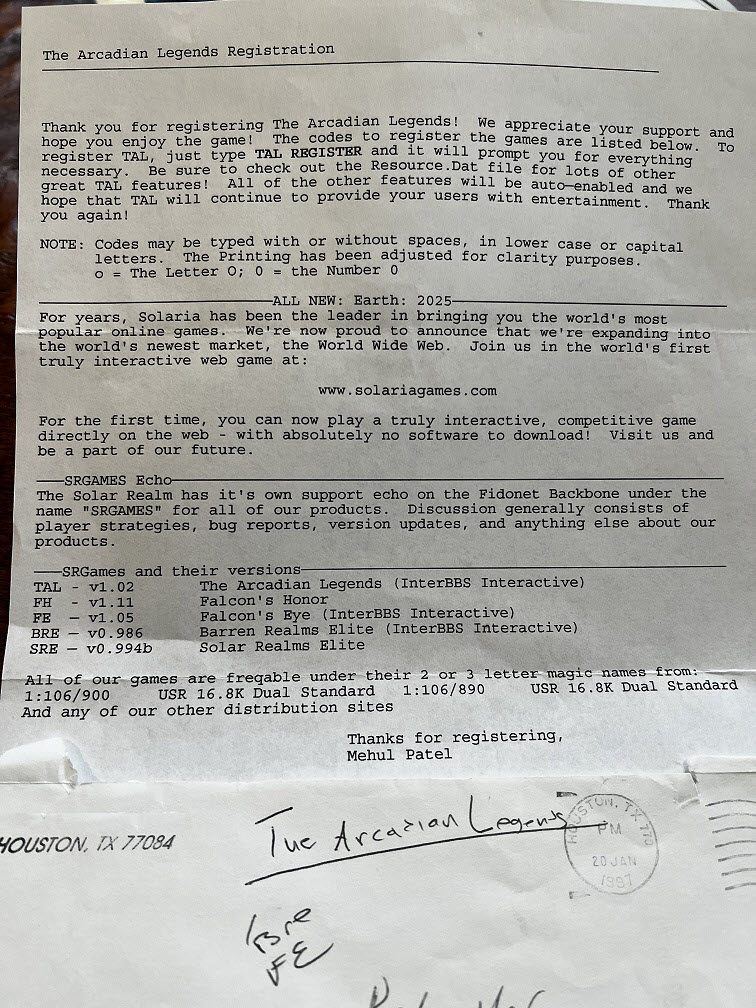 The Arcadian Legends Registration
Thank you for registering The Arcadian Legends! We appreciate your support and
hope you enjoy the game! The codes to register the games are listed below. To
register TAL, just type TAL REGISTER and it will prompt you for everything
necessary. Be sure to check out the Resource.Dat file for lots of other
great TAL features! All of the other features will be auto-enabled and we
hope that TAL will continue to provide your users with entertainment. Thank
you again!
NOTE: Codes may be typed with or without spaces, in lower case or capital
letters. The Printing has been adjusted for clarity purposes.
o = The Letter O; 0 = the Number 0
ALL NEW: Earth: 2025
For years, Solaria has been the leader in bringing you the world's most
popular online games. We're now proud to announce that we're expanding into
the world's newest market, the World Wide Web. Join us in the world's first
truly interactive web game at:
www.solariagames.com
For the first time, you can now play a truly interactive, competitive game
directly on the web - with absolutely no software to download! Visit us and
be a part of our future.
SRGAMES Echo
The Solar Realm has it's own support echo on the Fidonet Backbone under the
name "SRGAMES" for all of our products. Discussion generally consists of
player strategies, bug reports, version updates, and anything else about our
products.
SRGames and their versions
TAL - v1.02 The Arcadian Legends (InterBBS Interactive)
FH - v1.11 Falcon's Honor
FE - v1.05 Falcon's Eye (InterBBS Interactive)
BRE - v0.986 Barren Realms Elite (InterBBS Interactive)
SRE - v0.994b Solar Realms Elite
All of our games are freqable under their 2 or 3 letter magic names from:
1:106/900 USR 16.8K Dual Standard 1:106/890 USR 16.8K Dual Standard
And any of our other distribution sites
Thanks for registering,
Mehul Patel
HOUSTON, TX 77084
The Arcadian Legends
HOUSTON, TX 770
PM
20 JAN
1997
Bre
FE